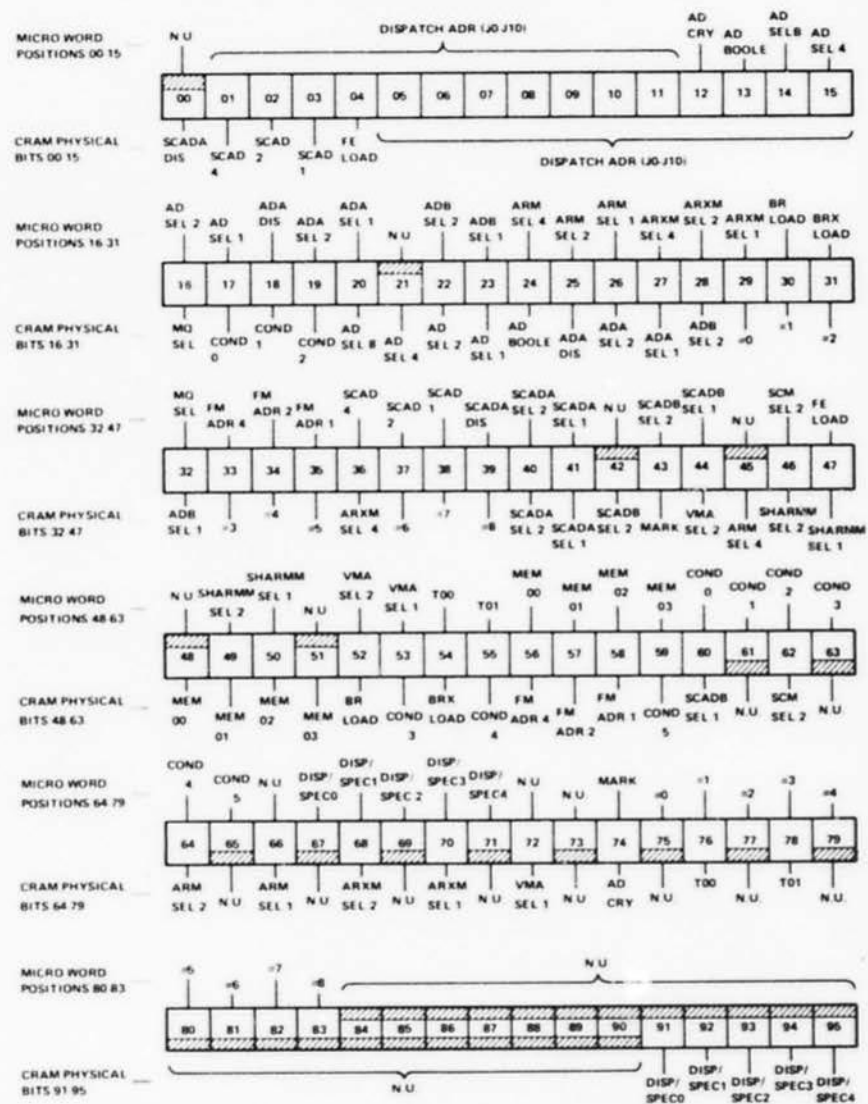 MICRO WORD POSITIONS 00-15
N.U.
DISPATCH ADR (J0-J10)
AD CRY
AD BOOLE
AD SELB
AD SEL 4
00 01 02 03 04 05 06 07 08 09 10 11 12 13 14 15
CRAM PHYSICAL BITS 00-15
SCADA DIS
SCAD 4
SCAD 2
SCAD 1
FE LOAD
DISPATCH ADR (J0-J10)
MICRO WORD POSITIONS 16-31
AD SEL 2
AD SEL 1
ADA DIS
ADA SEL 2
ADA SEL 1
N.U.
ADB SEL 2
ADB SEL 1
ARM SEL 4
ARM SEL 2
ARM SEL 1
ARXM SEL 4
ARXM SEL 2
ARXM SEL 1
BR LOAD
BRX LOAD
16 17 18 19 20 21 22 23 24 25 26 27 28 29 30 31
CRAM PHYSICAL BITS 16-31
MQ SEL
COND 0
COND 1
COND 2
AD SEL 8
AD SEL 4
AD SEL 2
AD SEL 1
AD BOOLE
ADA DIS
ADA SEL 2
ADA SEL 1
ADB SEL 2
=0
=1
=2
MICRO WORD POSITIONS 32-47
MQ SEL
FM ADR 4
FM ADR 2
FM ADR 1
SCAD 4
SCAD 2
SCAD 1
SCADA DIS
SCADA SEL 2
SCADA SEL 1
N.U.
SCADB SEL 2
SCADB SEL 1
N.U.
SCM SEL 2
FE LOAD
32 33 34 35 36 37 38 39 40 41 42 43 44 45 46 47
CRAM PHYSICAL BITS 32-47
ADB SEL 1
=3
=4
=5
ARXM SEL 4
=6
=7
=8
SCADA SEL 2
SCADA SEL 1
SCADB SEL 2
MARK
VMA SEL 2
ARM SEL 4
SHARMM SEL 2
SHARMM SEL 1
MICRO WORD POSITIONS 48-63
N.U.
SHARMM SEL 2
SHARMM SEL 1
N.U.
VMA SEL 2
VMA SEL 1
T00
T01
MEM 00
MEM 01
MEM 02
MEM 03
COND 0
COND 1
COND 2
COND 3
48 49 50 51 52 53 54 55 56 57 58 59 60 61 62 63
CRAM PHYSICAL BITS 48-63
MEM 00
MEM 01
MEM 02
MEM 03
BR LOAD
COND 3
BRX LOAD
COND 4
FM ADR 4
FM ADR 2
FM ADR 1
COND 5
SCADB SEL 1
N.U.
SCM SEL 2
N.U.
MICRO WORD POSITIONS 64-79
COND 4
COND 5
N.U.
DISP/ SPEC0
DISP/ SPEC1
DISP/ SPEC 2
DISP/ SPEC3
DISP/ SPEC4
N.U.
N.U.
MARK
=0
=1
=2
=3
=4
64 65 66 67 68 69 70 71 72 73 74 75 76 77 78 79
CRAM PHYSICAL BITS 64-79
ARM SEL 2
N.U.
ARM SEL 1
N.U.
ARXM SEL 2
N.U.
ARXM SEL 1
N.U.
VMA SEL 1
N.U.
AD CRY
N.U.
T00
N.U.
T01
N.U.
MICRO WORD POSITIONS 80-83
=5
=6
=7
=8
N.U.
80 81 82 83 84 85 86 87 88 89 90 91 92 93 94 95
CRAM PHYSICAL BITS 91-95
N.U.
DISP/ SPEC0
DISP/ SPEC1
DISP/ SPEC2
DISP/ SPEC3
DISP/ SPEC4